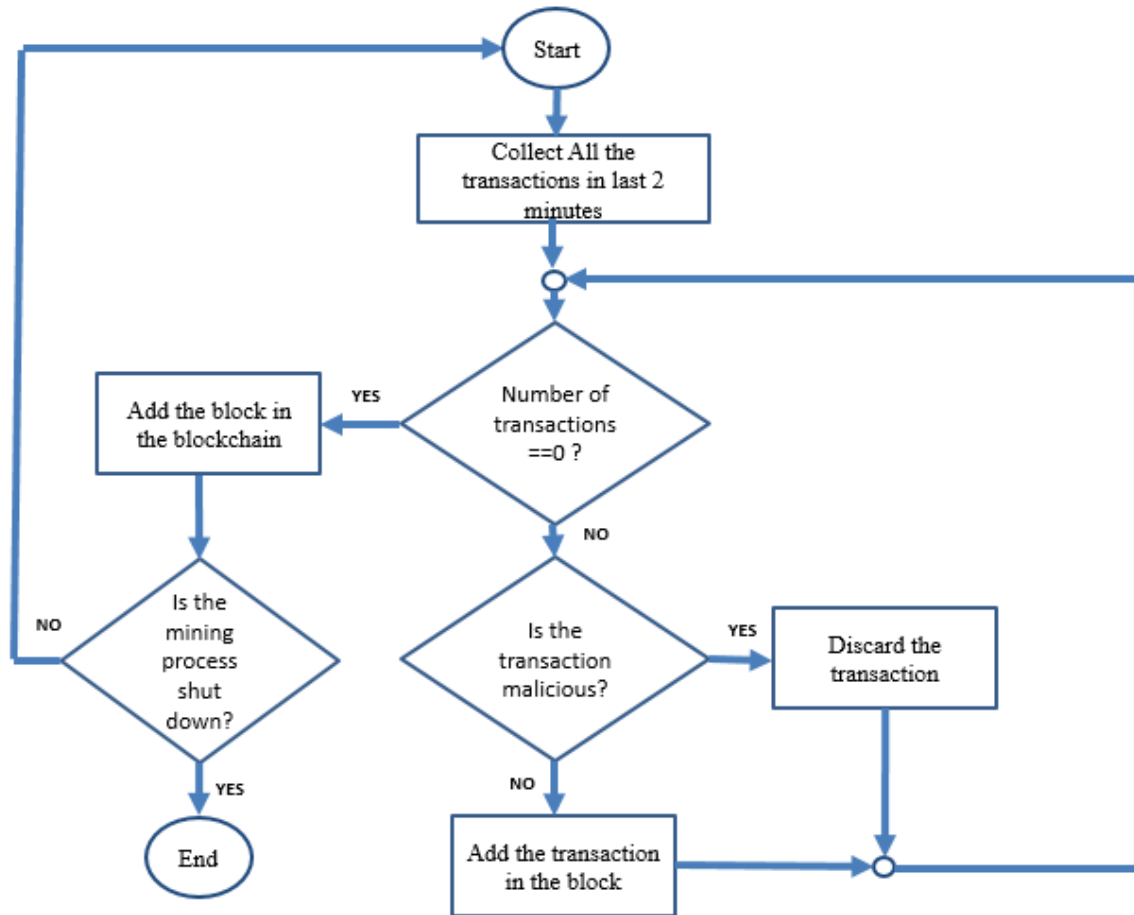 Start
Collect All the
transactions in last 2
minutes
Number of
transactions
==0 ?
YES
Add the block in
the blockchain
NO
Is the
mining
process
shut
down?
NO
YES
End
Is the
transaction
malicious?
YES
Discard the
transaction
NO
Add the transaction
in the block